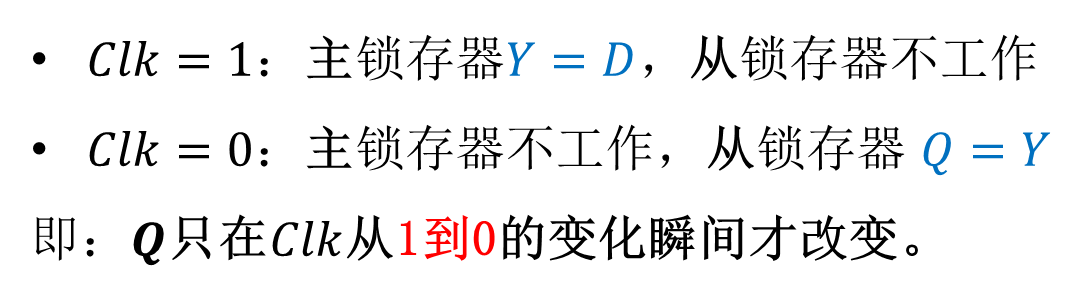 • Clk = 1：主锁存器Y = D，从锁存器不工作
• Clk = 0：主锁存器不工作，从锁存器 Q = Y
即：Q只在Clk从1到0的变化瞬间才改变。